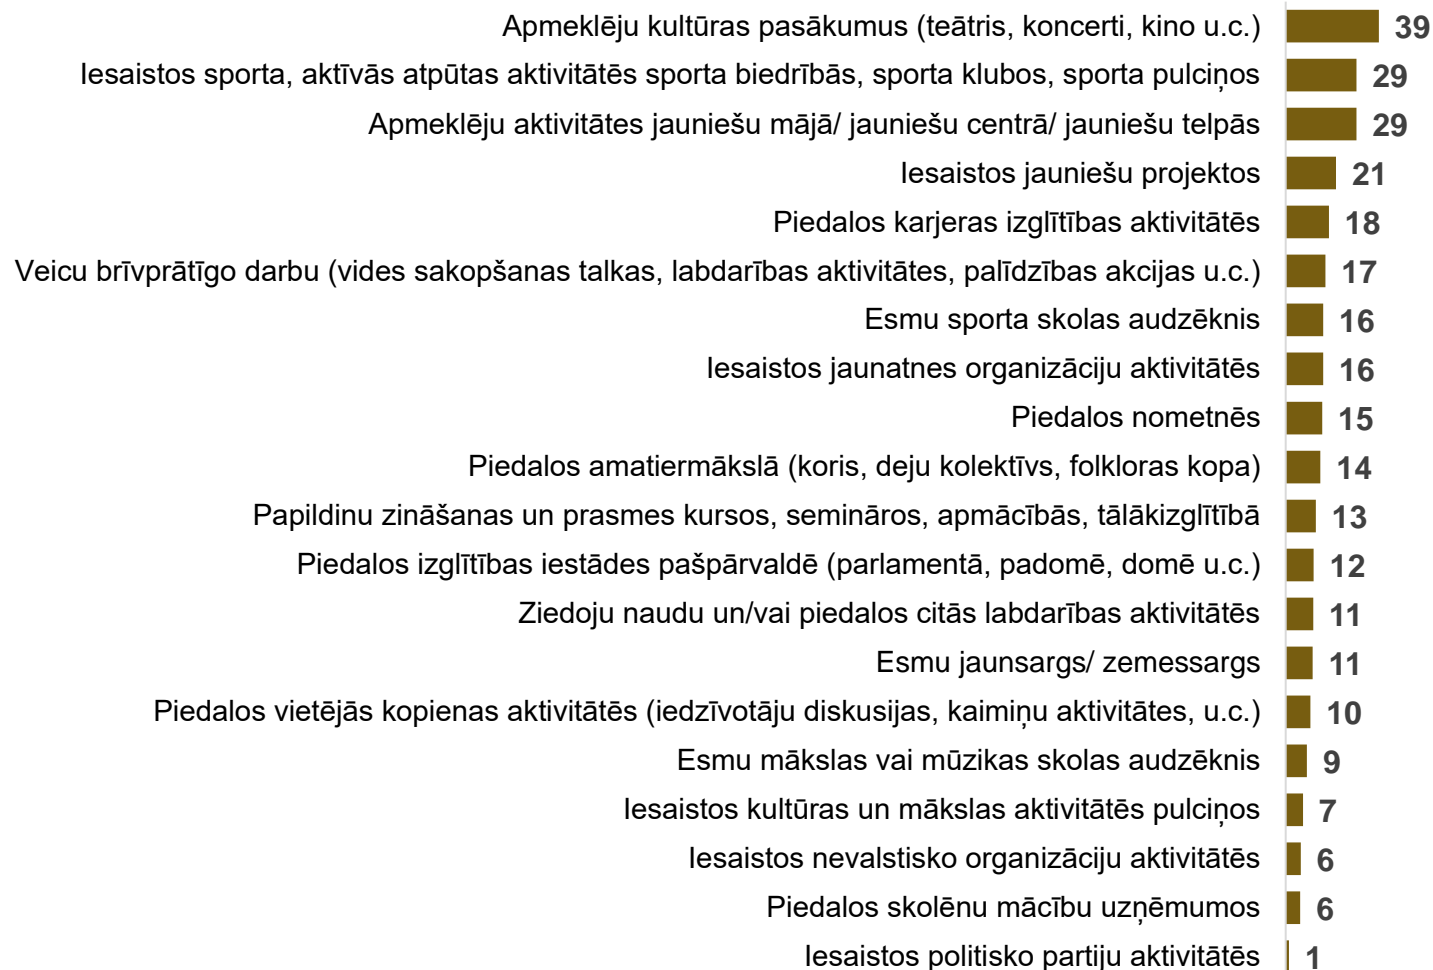 Apmeklēju kultūras pasākumus (teātris, koncerti, kino u.c.) 39
Iesaistos sporta, aktīvās atpūtas aktivitātēs sporta biedrībās, sporta klubos, sporta pulciņos 29
Apmeklēju aktivitātes jauniešu mājā/ jauniešu centrā/ jauniešu telpās 29
Iesaistos jauniešu projektos 21
Piedalos karjeras izglītības aktivitātēs 18
Veicu brīvprātīgo darbu (vides sakopšanas talkas, labdarības aktivitātes, palīdzības akcijas u.c.) 17
Esmu sporta skolas audzēknis 16
Iesaistos jaunatnes organizāciju aktivitātēs 16
Piedalos nometnēs 15
Piedalos amatiermākslā (koris, deju kolektīvs, folkloras kopa) 14
Papildinu zināšanas un prasmes kursos, semināros, apmācībās, tālākizglītībā 13
Piedalos izglītības iestādes pašpārvaldē (parlamentā, padomē, domē u.c.) 12
Ziedoju naudu un/vai piedalos citās labdarības aktivitātēs 11
Esmu jaunsargs/ zemessargs 11
Piedalos vietējās kopienas aktivitātēs (iedzīvotāju diskusijas, kaimiņu aktivitātes, u.c.) 10
Esmu mākslas vai mūzikas skolas audzēknis 9
Iesaistos kultūras un mākslas aktivitātēs pulciņos 7
Iesaistos nevalstisko organizāciju aktivitātēs 6
Piedalos skolēnu mācību uzņēmumos 6
Iesaistos politisko partiju aktivitātēs 1